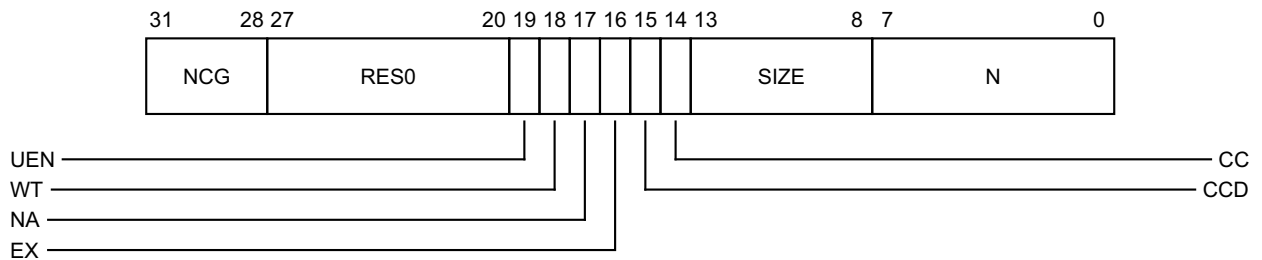 31 28 27 20 19 18 17 16 15 14 13 8 7 0
NCG RES0 SIZE N
UEN CC
WT CCD
NA
EX